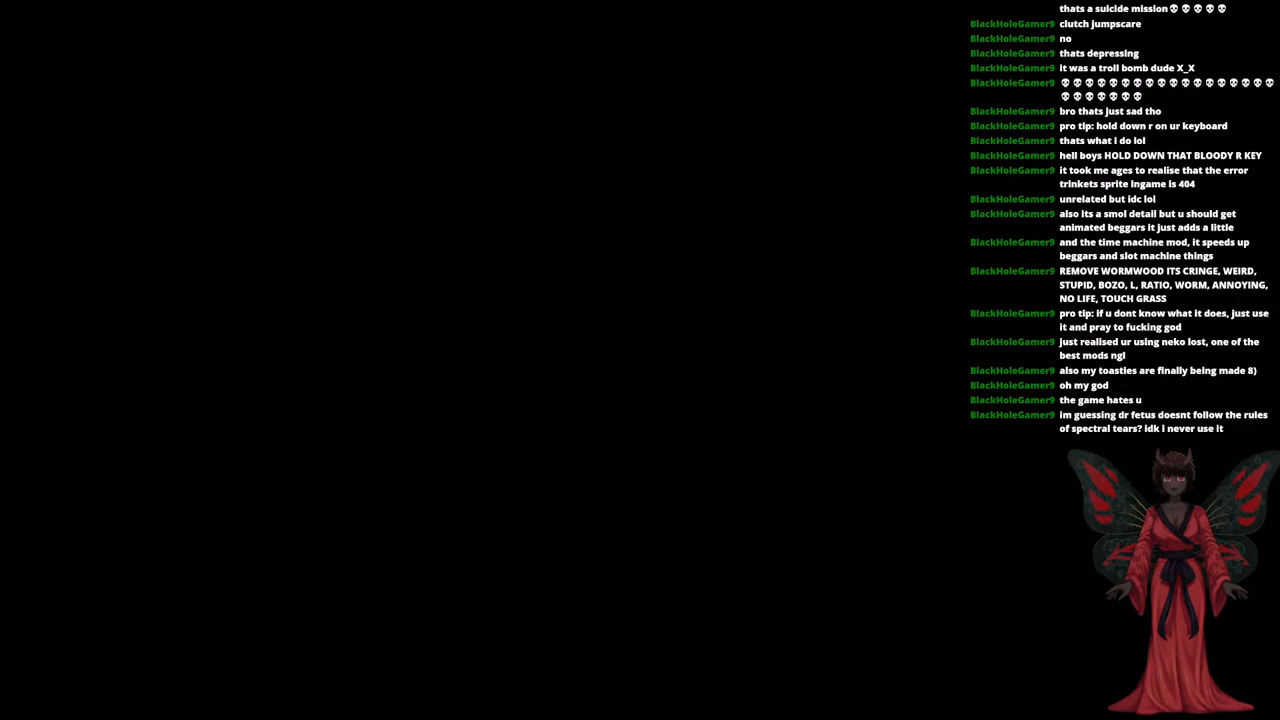 thats a suicide mission💀💀💀💀💀
BlackHoleGamer9 clutch jumpscare
BlackHoleGamer9 no
BlackHoleGamer9 thats depressing
BlackHoleGamer9 it was a troll bomb dude X_X
BlackHoleGamer9 💀💀💀💀💀💀💀💀💀💀💀💀💀💀💀💀💀💀
💀💀💀💀💀💀💀
BlackHoleGamer9 bro thats just sad tho
BlackHoleGamer9 pro tip: hold down r on ur keyboard
BlackHoleGamer9 thats what i do lol
BlackHoleGamer9 hell boys HOLD DOWN THAT BLOODY R KEY
BlackHoleGamer9 it took me ages to realise that the error
trinkets sprite ingame is 404
BlackHoleGamer9 unrelated but idc lol
BlackHoleGamer9 also its a smol detail but u should get
animated beggars it just adds a little
BlackHoleGamer9 and the time machine mod, it speeds up
beggars and slot machine things
BlackHoleGamer9 REMOVE WORMWOOD ITS CRINGE, WEIRD,
STUPID, BOZO, L, RATIO, WORM, ANNOYING,
NO LIFE, TOUCH GRASS
BlackHoleGamer9 pro tip: if u dont know what it does, just use
it and pray to fucking god
BlackHoleGamer9 just realised ur using neko lost, one of the
best mods ngl
BlackHoleGamer9 also my toasties are finally being made 8)
BlackHoleGamer9 oh my god
BlackHoleGamer9 the game hates u
BlackHoleGamer9 im guessing dr fetus doesnt follow the rules
of spectral tears? idk i never use it